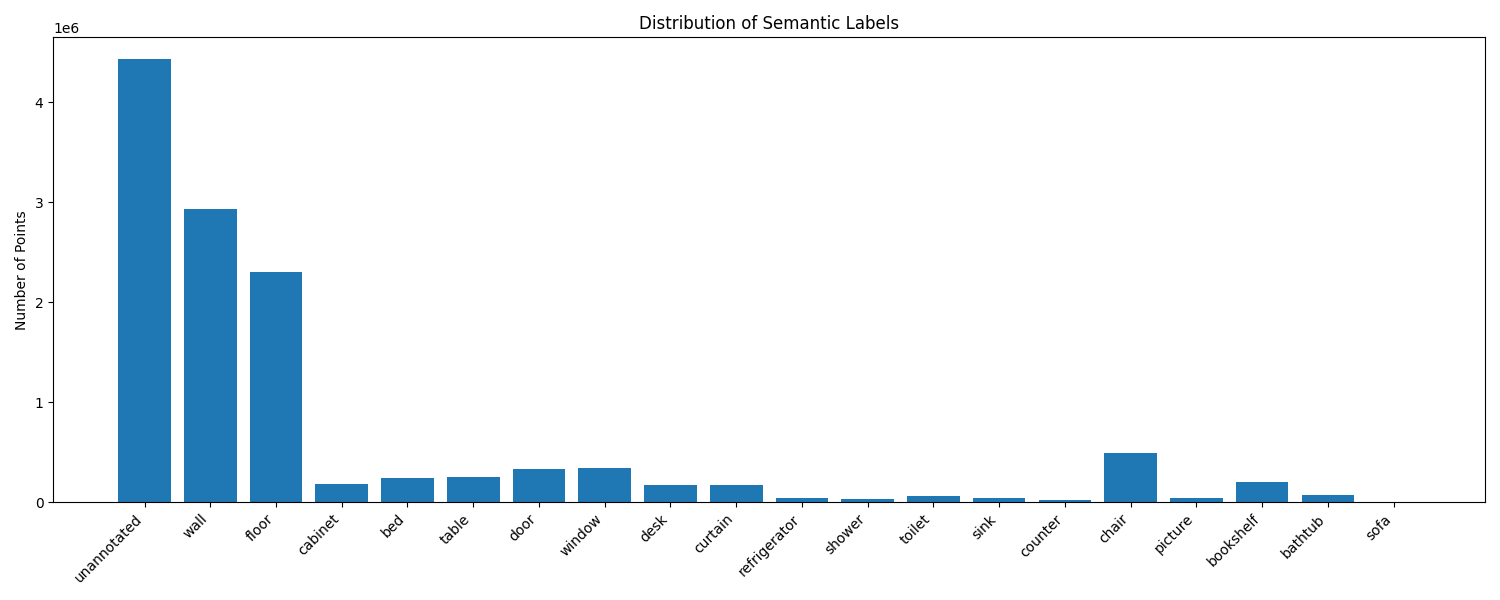 Distribution of Semantic Labels
1e6
Number of Points
4
3
2
1
0
unannotated
wall
floor
cabinet
bed
table
door
window
desk
curtain
refrigerator
shower
toilet
sink
counter
chair
picture
bookshelf
bathtub
sofa